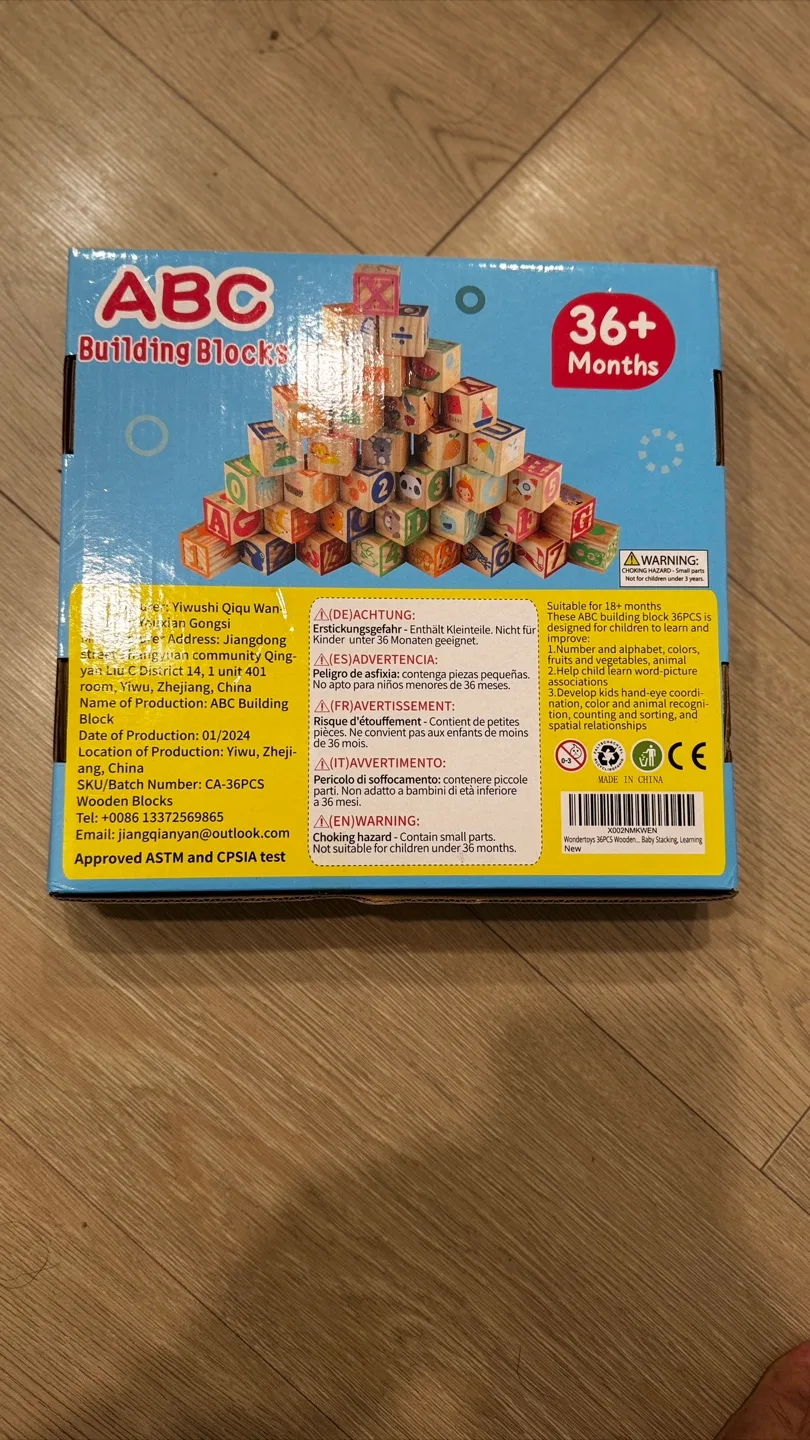 ABC
Building Blocks
36+
Months
WARNING:
CHOKING HAZARD - Small parts
Not for children under 3 years.
Yiwushi Qiqu Wan-
Youxian Gongsi
Address: Jiangdong
street community Qing-
yan Liu C District 14, 1 unit 401
room, Yiwu, Zhejiang, China
Name of Production: ABC Building
Block
Date of Production: 01/2024
Location of Production: Yiwu, Zheji-
ang, China
SKU/Batch Number: CA-36PCS
Wooden Blocks
Tel: +0086 13372569865
Email: jiangqianyan@outlook.com
Approved ASTM and CPSIA test
(DE)ACHTUNG:
Erstickungsgefahr - Enthält Kleinteile. Nicht für
Kinder unter 36 Monaten geeignet.
(ES)ADVERTENCIA:
Peligro de asfixia: contenga piezas pequeñas.
No apto para niños menores de 36 meses.
(FR)AVERTISSEMENT:
Risque d'étouffement - Contient de petites
pièces. Ne convient pas aux enfants de moins
de 36 mois.
(IT)AVVERTIMENTO:
Pericolo di soffocamento: contenere piccole
parti. Non adatto a bambini di età inferiore
a 36 mesi.
(EN)WARNING:
Choking hazard - Contain small parts.
Not suitable for children under 36 months.
Suitable for 18+ months
These ABC building block 36PCS is
designed for children to learn and
improve:
1.Number and alphabet, colors,
fruits and vegetables, animal
2.Help child learn word-picture
associations
3.Develop kids hand-eye coordi-
nation, color and animal recogni-
tion, counting and sorting, and
spatial relationships
0-3
CE
MADE IN CHINA
X002NMKWEN
Wondertoys 36PCS Wooden... Baby Stacking, Learning
New